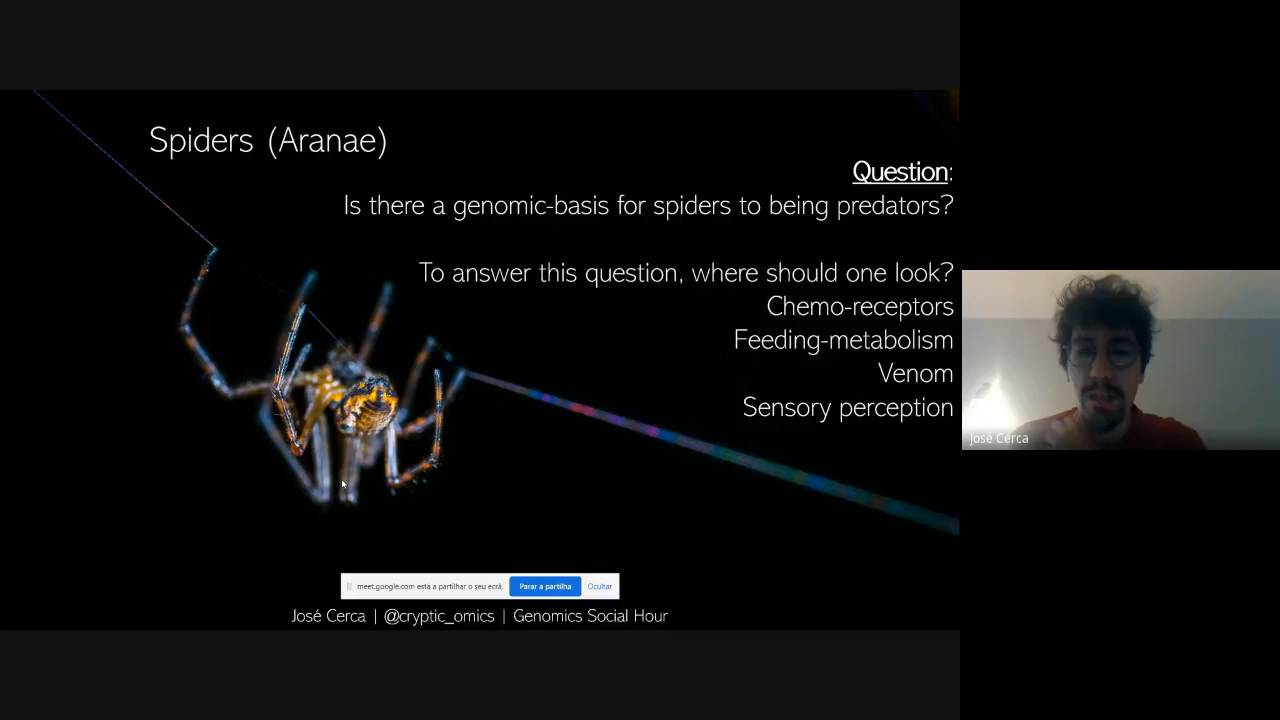 Spiders (Aranae)
Question:
Is there a genomic-basis for spiders to being predators?
To answer this question, where should one look?
Chemo-receptors
Feeding-metabolism
Venom
Sensory perception
José Cerca
meet.google.com está a partilhar o seu ecrã.
Parar a partilha
Ocultar
José Cerca | @cryptic_omics | Genomics Social Hour